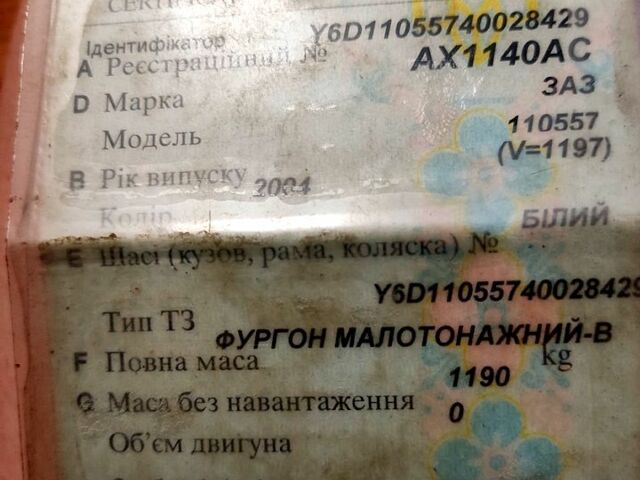 Ідентифікатор Y6D11055740028429
A Реєстраційний № AX1140AC
D Марка ЗАЗ
Модель 110557
(V=1197)
B Рік випуску 2004
Колір БІЛИЙ
E Шасі (кузов, рама, коляска) №
Y6D11055740028429
Тип ТЗ ФУРГОН МАЛОТОНАЖНИЙ-В
F Повна маса 1190 kg
G Маса без навантаження 0
Об'єм двигуна